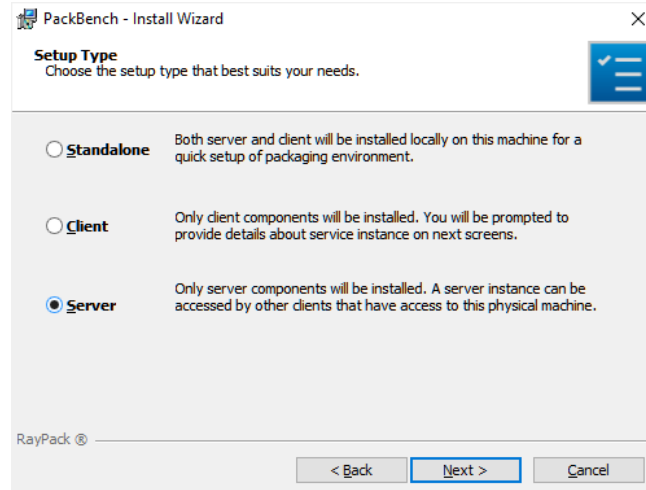 PackBench - Install Wizard
Setup Type
Choose the setup type that best suits your needs.
Standalone
Both server and client will be installed locally on this machine for a
quick setup of packaging environment.
Client
Only client components will be installed. You will be prompted to
provide details about service instance on next screens.
Server
Only server components will be installed. A server instance can be
accessed by other clients that have access to this physical machine.
RayPack ®
< Back
Next >
Cancel